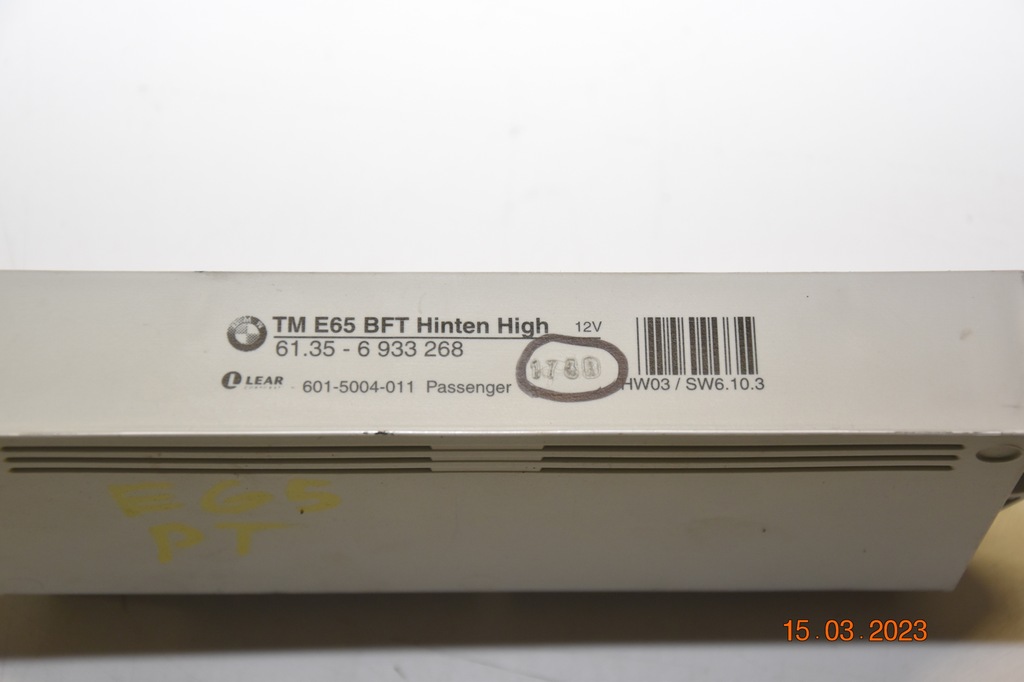 TM E65 BFT Hinten High 12V
61.35 - 6 933 268
LEAR 601-5004-011 Passenger HW03 / SW6.10.3
E65
PT
15.03.2023